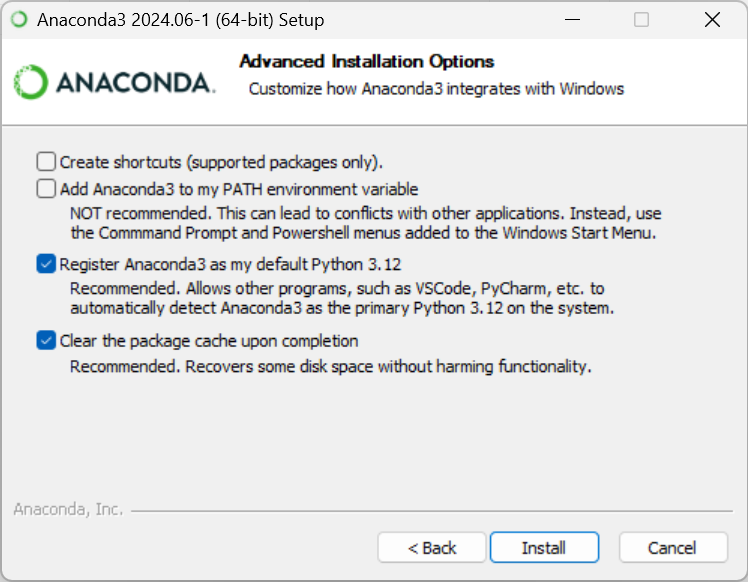 Anaconda3 2024.06-1 (64-bit) Setup
ANACONDA.
Advanced Installation Options
Customize how Anaconda3 integrates with Windows
Create shortcuts (supported packages only).
Add Anaconda3 to my PATH environment variable
NOT recommended. This can lead to conflicts with other applications. Instead, use
the Commmand Prompt and Powershell menus added to the Windows Start Menu.
Register Anaconda3 as my default Python 3.12
Recommended. Allows other programs, such as VSCode, PyCharm, etc. to
automatically detect Anaconda3 as the primary Python 3.12 on the system.
Clear the package cache upon completion
Recommended. Recovers some disk space without harming functionality.
Anaconda, Inc.
< Back
Install
Cancel